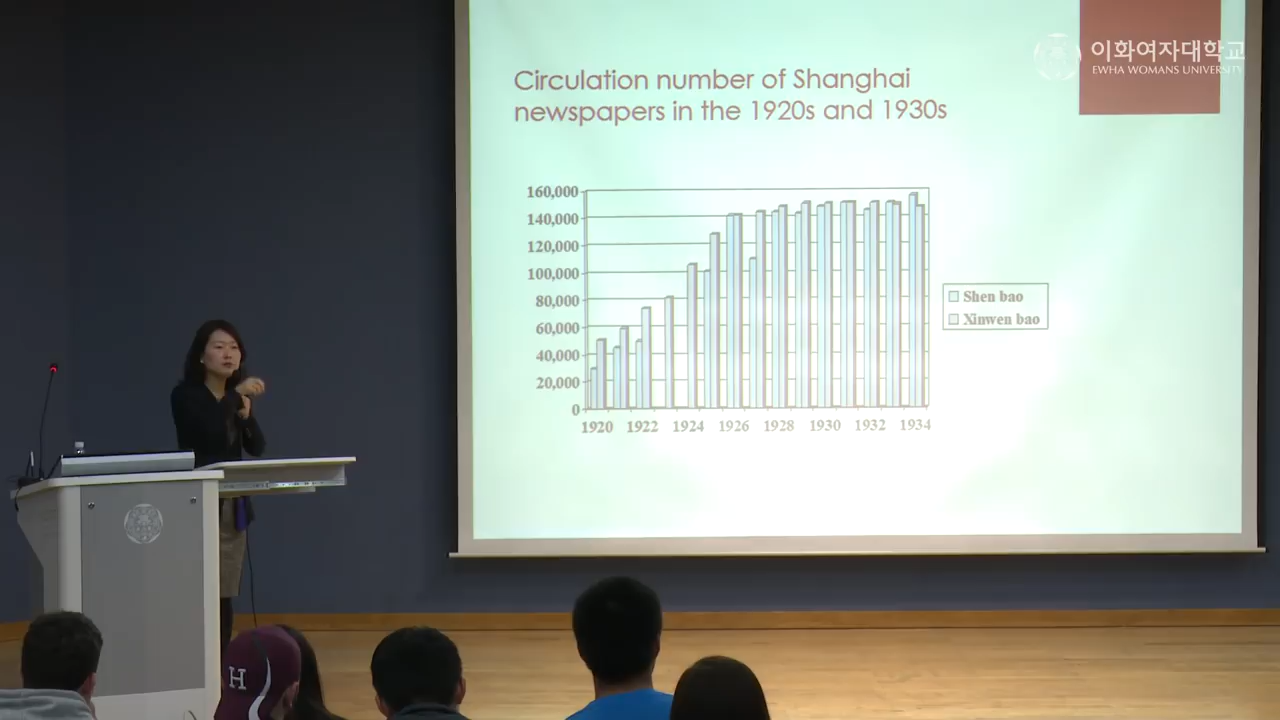 이화여자대학교
EWHA WOMANS UNIVERSITY
Circulation number of Shanghai
newspapers in the 1920s and 1930s
160,000
140,000
120,000
100,000
80,000
60,000
40,000
20,000
0
1920 1922 1924 1926 1928 1930 1932 1934
Shen bao
Xinwen bao
H